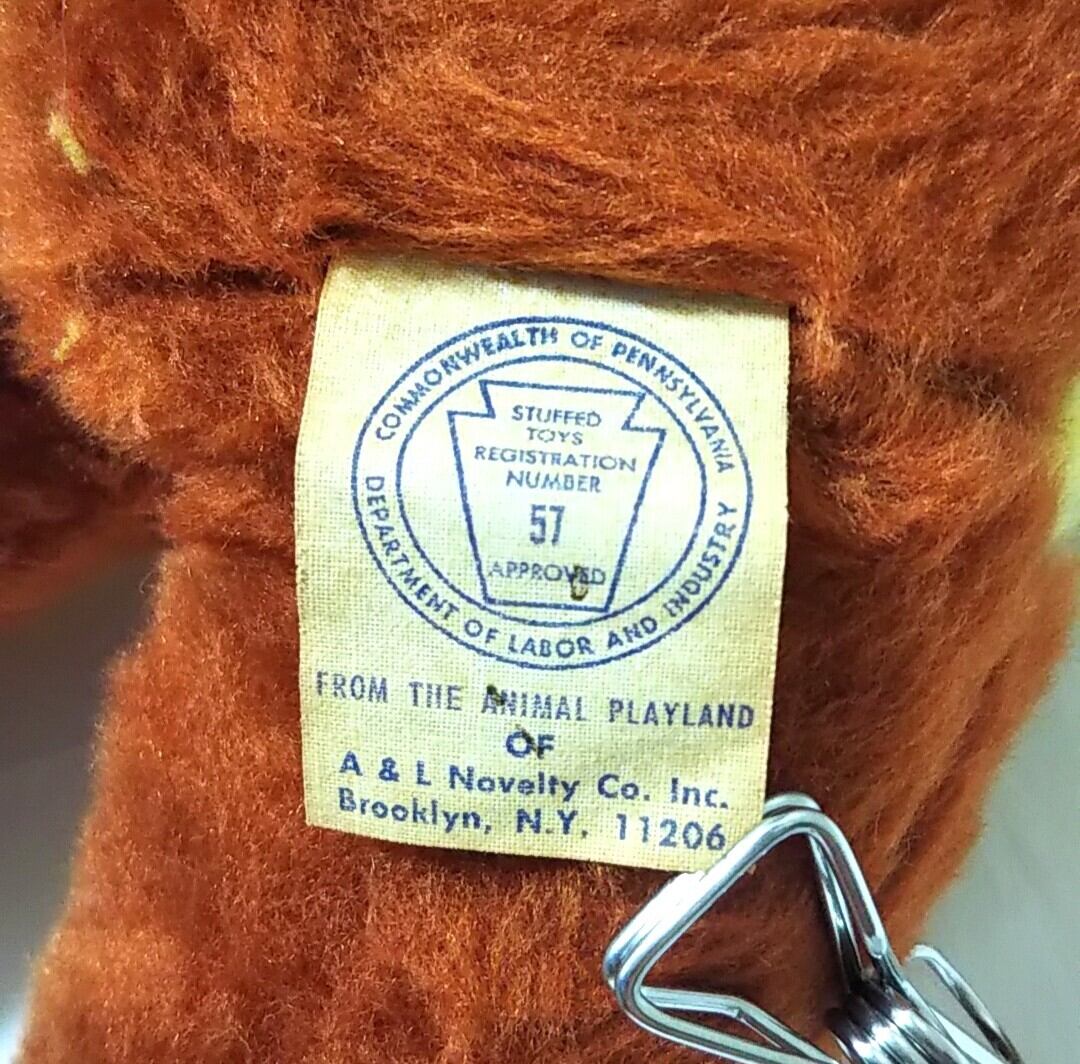 COMMONWEALTH OF PENNSYLVANIA
STUFFED
TOYS
REGISTRATION
NUMBER
57
APPROVED
DEPARTMENT OF LABOR AND INDUSTRY
FROM THE ANIMAL PLAYLAND
OF
A & L Novelty Co. Inc.
Brooklyn, N.Y. 11206